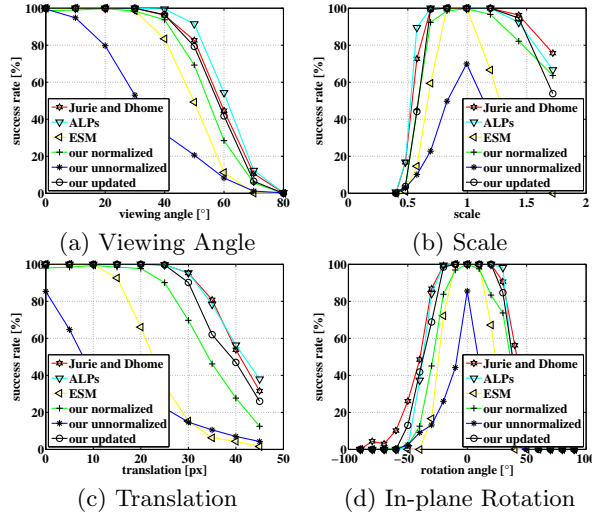 100
80
60
40
20
0
success rate [%]
Jurie and Dhome
ALPs
ESM
our normalized
our unnormalized
our updated
0 20 40 60 80
viewing angle [°]
(a) Viewing Angle
100
80
60
40
20
0
success rate [%]
Jurie and Dhome
ALPs
ESM
our normalized
our unnormalized
our updated
0 0.5 1 1.5 2
scale
(b) Scale
100
80
60
40
20
0
success rate [%]
Jurie and Dhome
ALPs
ESM
our normalized
our unnormalized
our updated
0 10 20 30 40 50
translation [px]
(c) Translation
100
80
60
40
20
0
success rate [%]
Jurie and Dhome
ALPs
ESM
our normalized
our unnormalized
our updated
−100 −50 0 50 100
rotation angle [°]
(d) In-plane Rotation